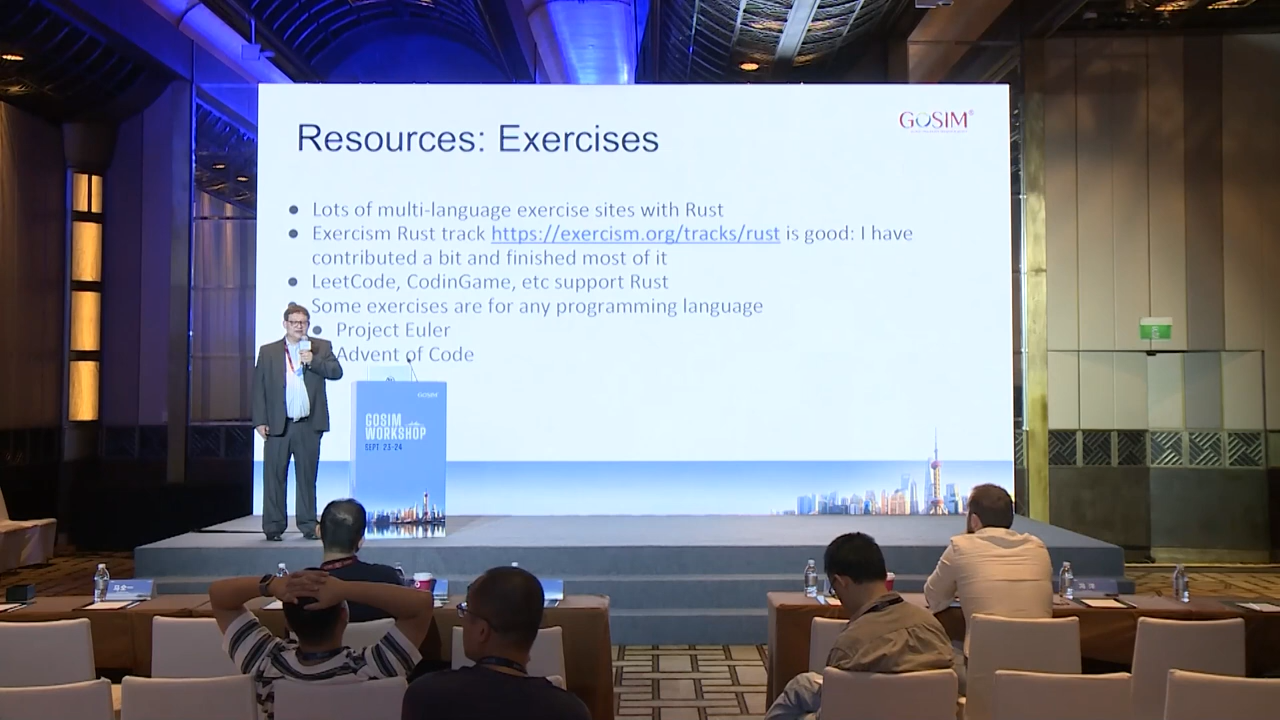 Resources: Exercises
GOSIM
Lots of multi-language exercise sites with Rust
Exercism Rust track https://exercism.org/tracks/rust is good: I have
contributed a bit and finished most of it
LeetCode, CodinGame, etc support Rust
Some exercises are for any programming language
Project Euler
Advent of Code
GOSIM
GOSIM
WORKSHOP
SEPT 23-24